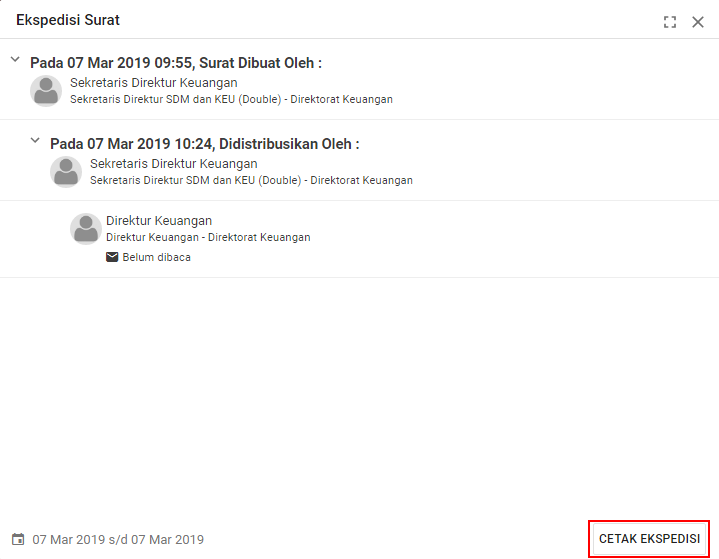 Ekspedisi Surat
Pada 07 Mar 2019 09:55, Surat Dibuat Oleh :
Sekretaris Direktur Keuangan
Sekretaris Direktur SDM dan KEU (Double) - Direktorat Keuangan
Pada 07 Mar 2019 10:24, Didistribusikan Oleh :
Sekretaris Direktur Keuangan
Sekretaris Direktur SDM dan KEU (Double) - Direktorat Keuangan
Direktur Keuangan
Direktur Keuangan - Direktorat Keuangan
Belum dibaca
07 Mar 2019 s/d 07 Mar 2019
CETAK EKSPEDISI